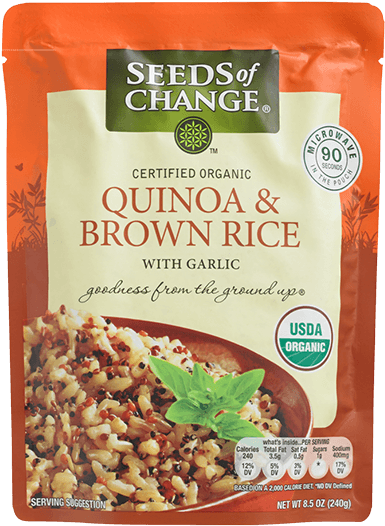 SEEDS of
CHANGE®
™
MICROWAVE
90
SECONDS
IN THE POUCH
CERTIFIED ORGANIC
QUINOA &
BROWN RICE
WITH GARLIC
goodness from the ground up®
USDA
ORGANIC
what's inside...PER SERVING
Calories Total Fat Sat Fat Sugars Sodium
240 3.5g 0.5g 1g 400mg
12% 5% 3% * 17%
DV DV DV DV
BASED ON A 2,000 CALORIE DIET. *NO DV Defined
SERVING SUGGESTION
NET WT 8.5 OZ (240g)